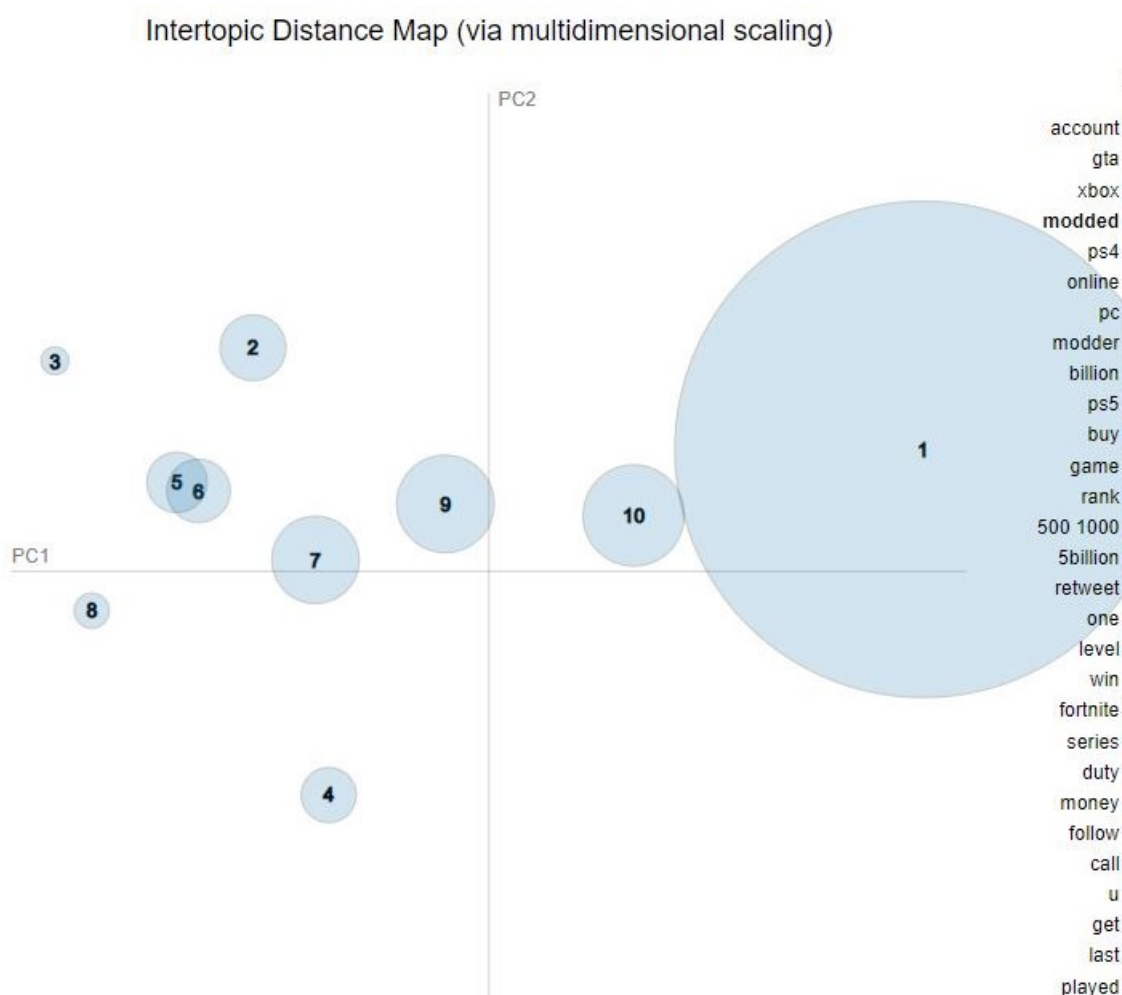 Intertopic Distance Map (via multidimensional scaling)
PC2
account
gta
xbox
modded
ps4
online
pc
modder
billion
ps5
buy
game
rank
500 1000
5billion
retweet
one
level
win
fortnite
series
duty
money
follow
call
u
get
last
played
3
2
1
5
6
9
10
PC1
7
8
4